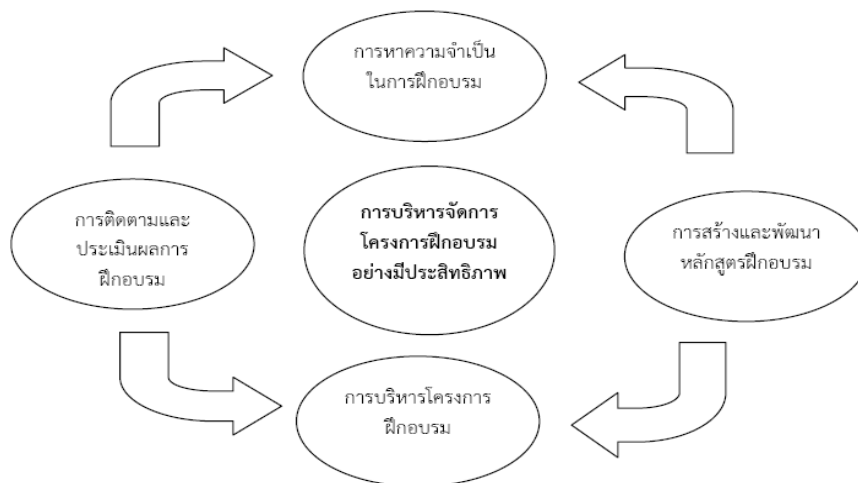 การหาความจำเป็น
ในการฝึกอบรม
การติดตามและ
ประเมินผลการ
ฝึกอบรม
การบริหารจัดการ
โครงการฝึกอบรม
อย่างมีประสิทธิภาพ
การสร้างและพัฒนา
หลักสูตรฝึกอบรม
การบริหารโครงการ
ฝึกอบรม